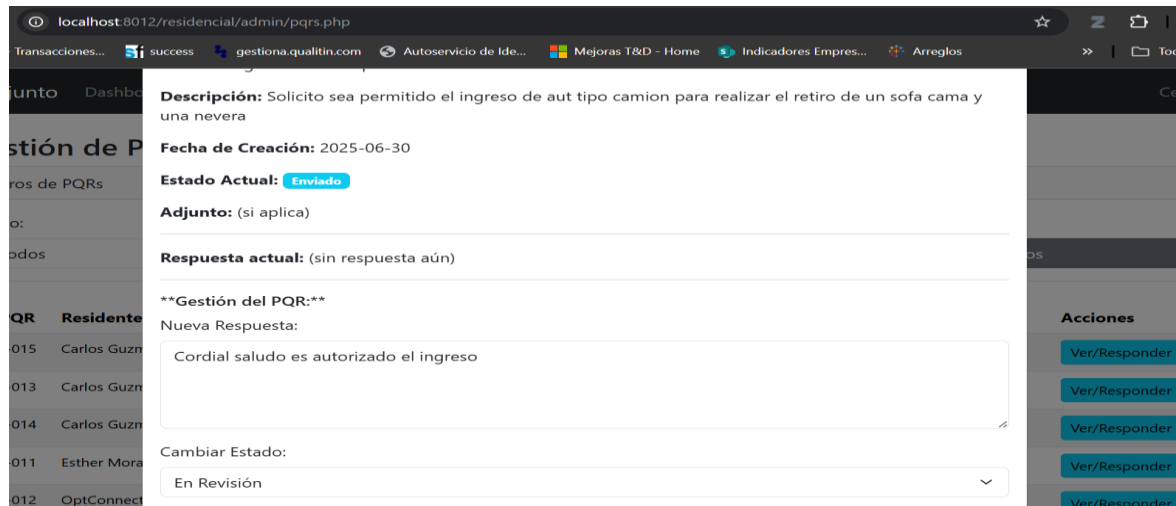 localhost:8012/residencial/admin/pqrs.php
Transacciones... success gestiona.qualitin.com Autoservicio de Ide... Mejoras T&D - Home Indicadores Empres... Arreglos »
junto Dashbo
Descripción: Solicito sea permitido el ingreso de aut tipo camion para realizar el retiro de un sofa cama y
una nevera
stión de P
Fecha de Creación: 2025-06-30
ros de PQRs
Estado Actual: Enviado
o:
Adjunto: (si aplica)
odos
os
Respuesta actual: (sin respuesta aún)
**Gestión del PQR:**
QR Residente
Acciones
Nueva Respuesta:
-015 Carlos Guzm
Ver/Responder
Cordial saludo es autorizado el ingreso
-013 Carlos Guzm
Ver/Responder
-014 Carlos Guzm
Ver/Responder
Cambiar Estado:
-011 Esther Mora
Ver/Responder
En Revisión
-012 OptConnect
Ver/Responder